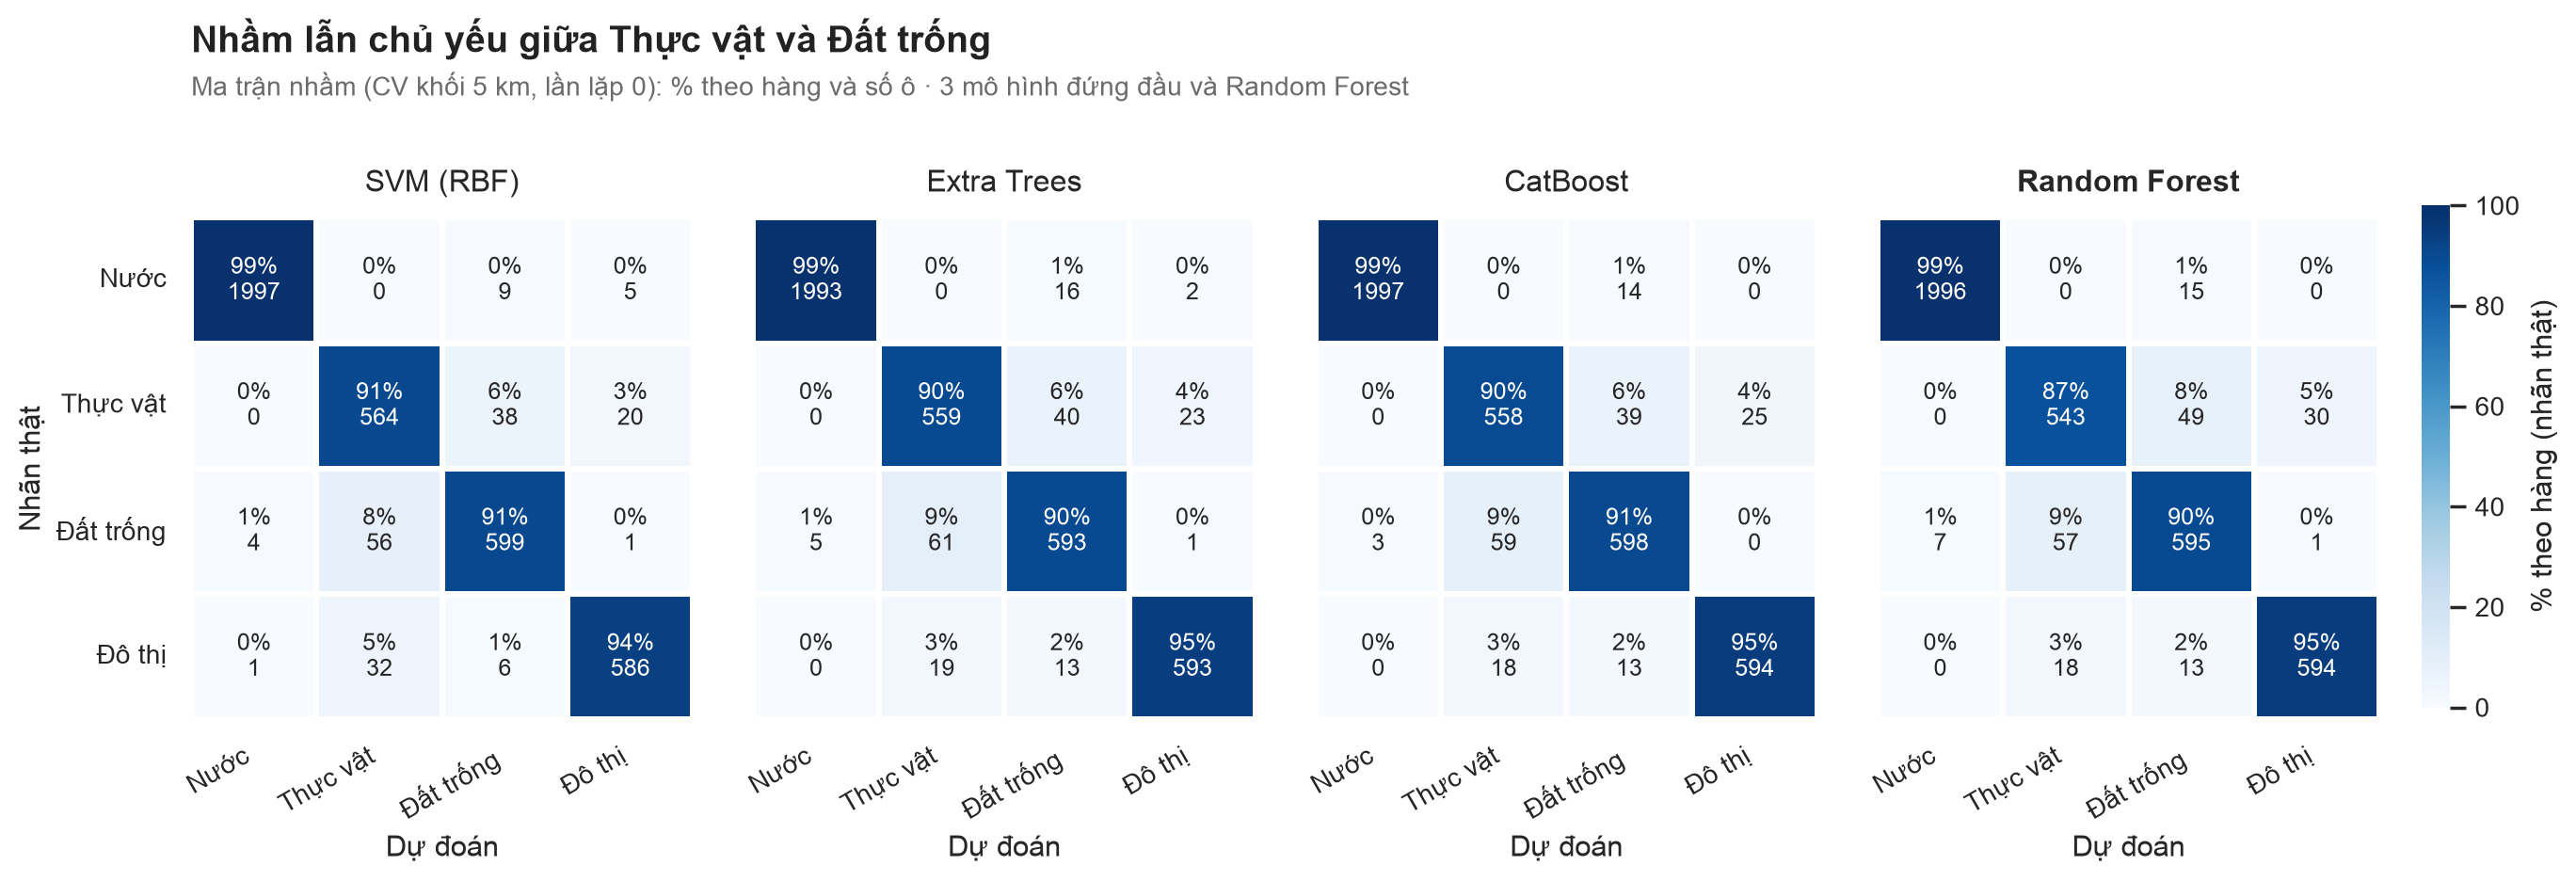 Nhầm lẫn chủ yếu giữa Thực vật và Đất trống
Ma trận nhầm (CV khối 5 km, lần lặp 0): % theo hàng và số ô · 3 mô hình đứng đầu và Random Forest
SVM (RBF)
Extra Trees
CatBoost
Random Forest
Nhãn thật
Nước
Thực vật
Đất trống
Đô thị
99% 0% 0% 0%
1997 0 9 5
0% 91% 6% 3%
0 564 38 20
1% 8% 91% 0%
4 56 599 1
0% 5% 1% 94%
1 32 6 586
Nước Thực vật Đất trống Đô thị
Dự đoán
99% 0% 1% 0%
1993 0 16 2
0% 90% 6% 4%
0 559 40 23
1% 9% 90% 0%
5 61 593 1
0% 3% 2% 95%
0 19 13 593
Nước Thực vật Đất trống Đô thị
Dự đoán
99% 0% 1% 0%
1997 0 14 0
0% 90% 6% 4%
0 558 39 25
0% 9% 91% 0%
3 59 598 0
0% 3% 2% 95%
0 18 13 594
Nước Thực vật Đất trống Đô thị
Dự đoán
99% 0% 1% 0%
1996 0 15 0
0% 87% 8% 5%
0 543 49 30
1% 9% 90% 0%
7 57 595 1
0% 3% 2% 95%
0 18 13 594
Nước Thực vật Đất trống Đô thị
Dự đoán
100
80
60
40
20
0
% theo hàng (nhãn thật)